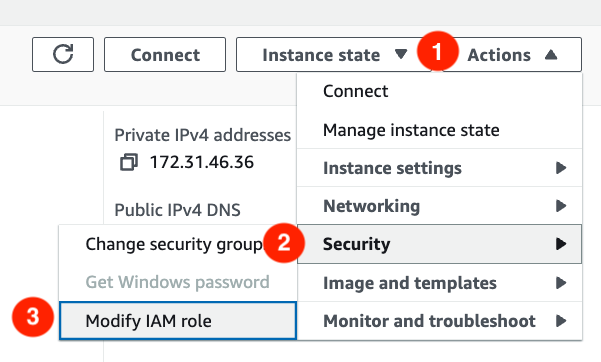 Connect
Instance state
1
Actions
Connect
Private IPv4 addresses
Manage instance state
172.31.46.36
Instance settings
Public IPv4 DNS
Networking
Change security group
2
Security
Get Windows password
Image and templates
3
Modify IAM role
Monitor and troubleshoot